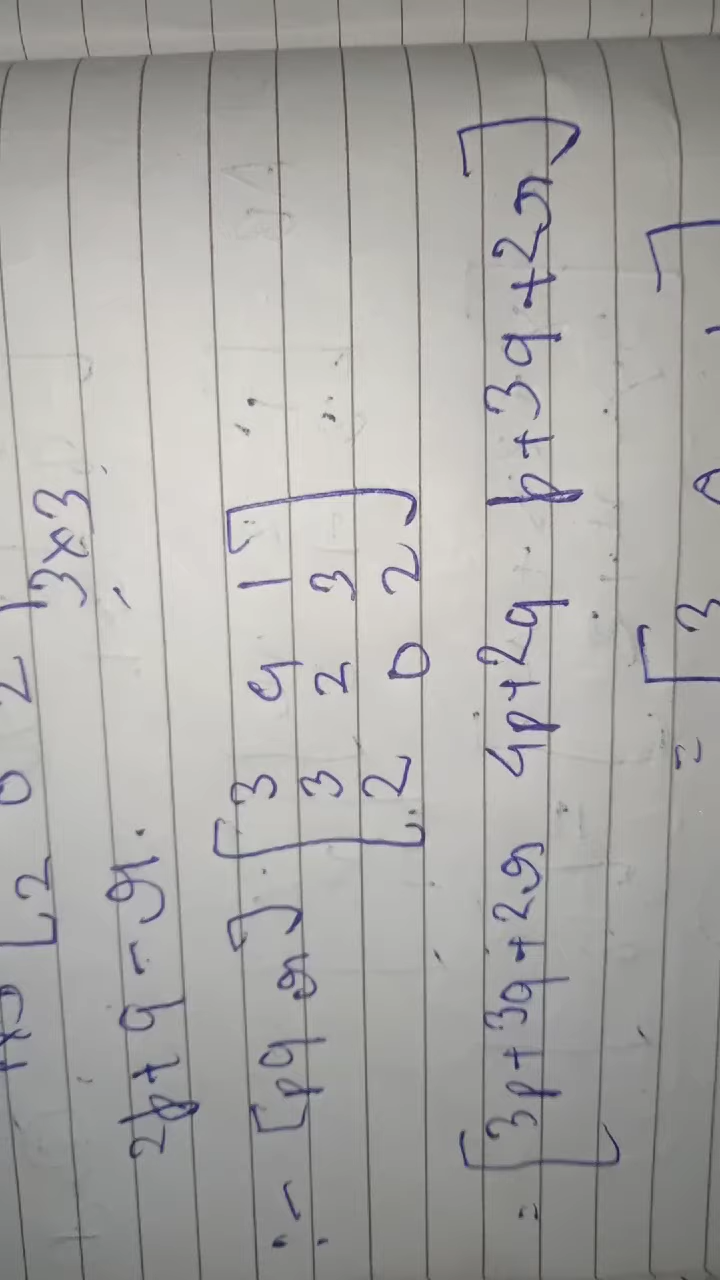 [2 0 2] 3×3
2p + q - r.
:- [p q r] . [3 4 1
3 3 2 3
2 0 2]
= [3p+3q+2r 4p+2q p+3q+2r]
= [3